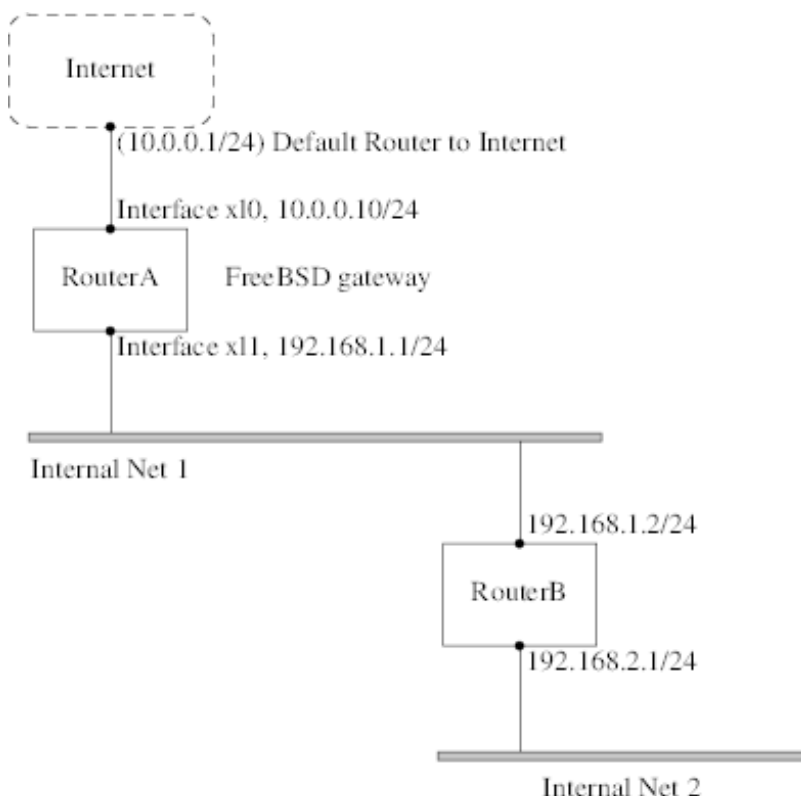 Internet
(10.0.0.1/24) Default Router to Internet
Interface xl0, 10.0.0.10/24
RouterA
FreeBSD gateway
Interface xl1, 192.168.1.1/24
Internal Net 1
192.168.1.2/24
RouterB
192.168.2.1/24
Internal Net 2